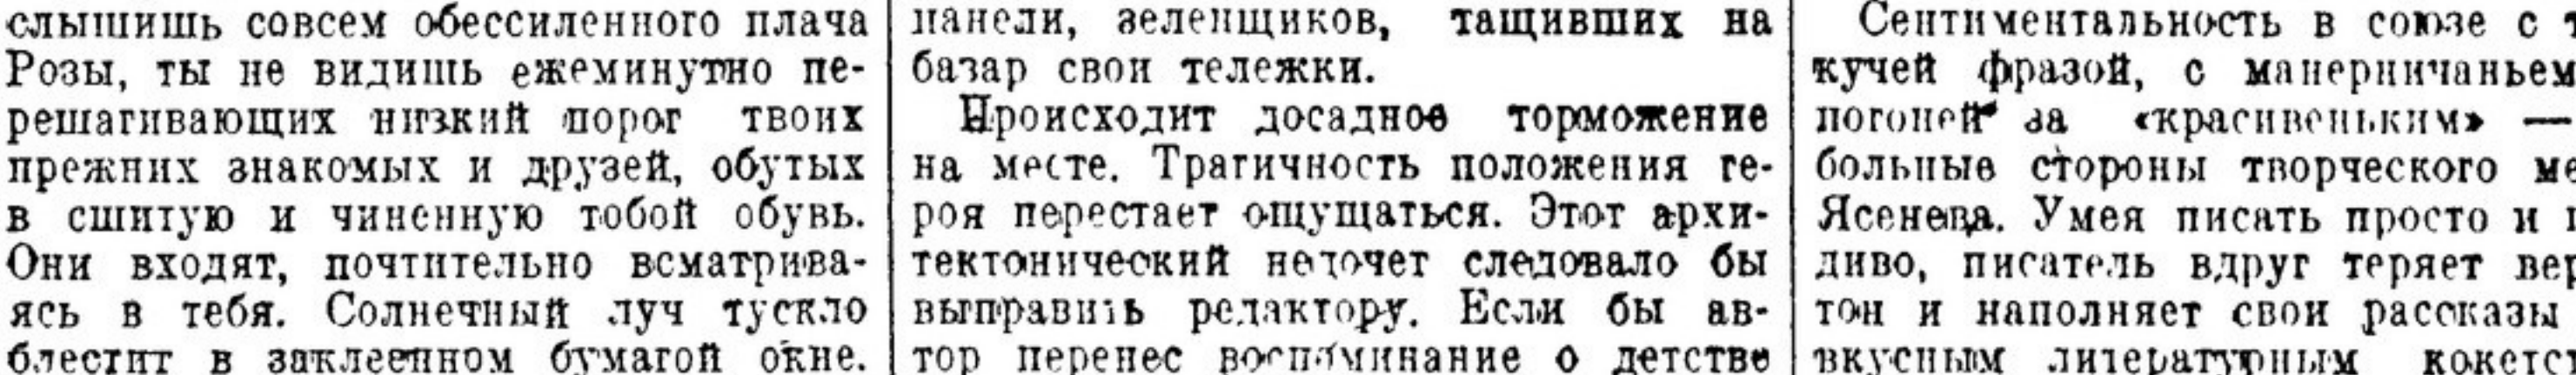 слышишь совсем обессиленного плача
Розы, ты не видишь ежеминутно пе-
решагивающих низкий порог твоих
прежних знакомых и друзей, обутых
в сшитую и чиненную тобой обувь.
Они входят, почтительно всматрива-
ясь в тебя. Солнечный луч тускло
блестит в заклеенном бумагой окне.
панели, зеленщиков, тащивших на
базар свои тележки.
Происходит досадное торможение
на месте. Трагичность положения ге-
роя перестает ощущаться. Этот архи-
тектонический недочет следовало бы
выправить редактору. Если бы ав-
тор перенес воспоминание о детстве
Сентиментальность в союзе с
кучей фразой, с манерничаньем
погоней за «красивеньким» —
больные стороны творческого ме
Ясенева. Умея писать просто и
диво, писатель вдруг теряет вер
тон и наполняет свои рассказы
вкусным литературным кокетс